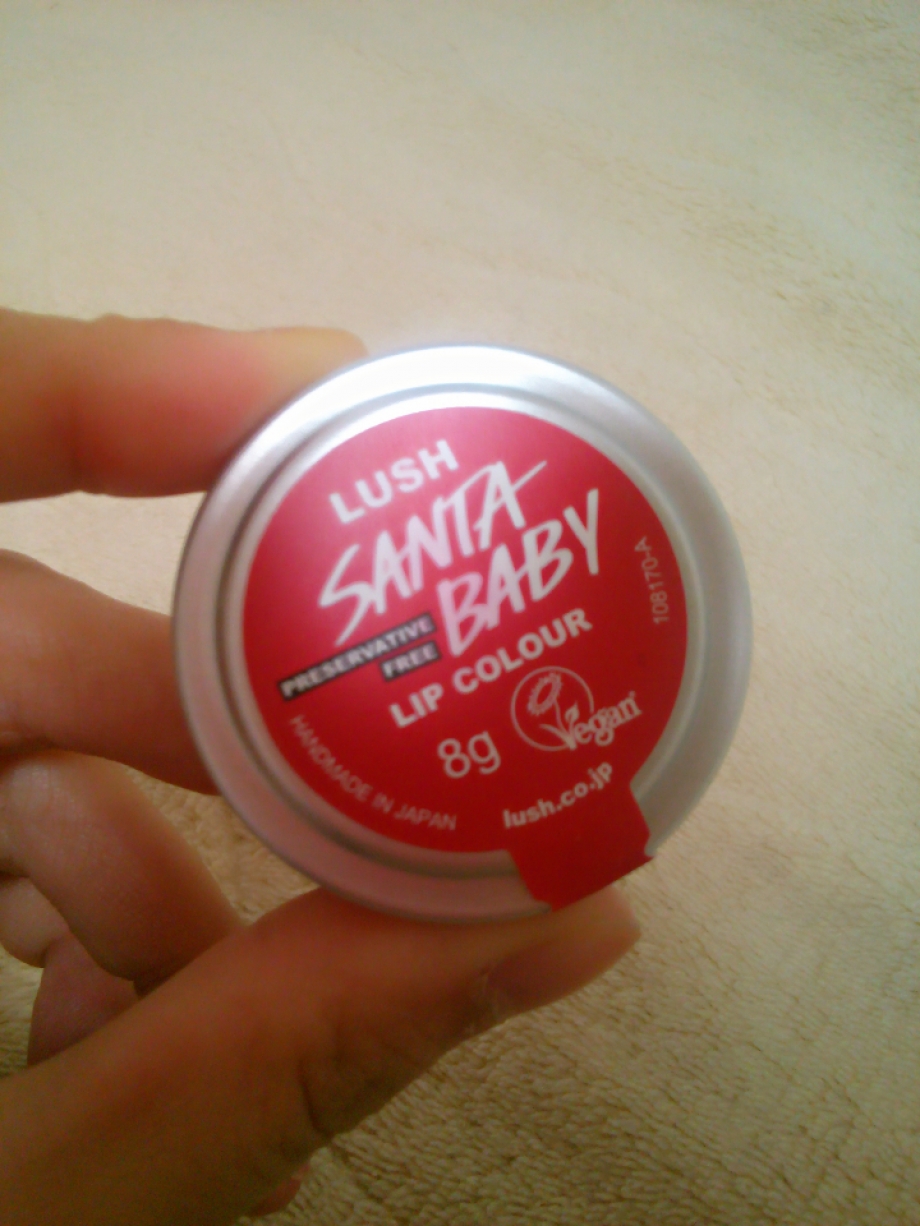 LUSH
SANTA
BABY
PRESERVATIVE
FREE
LIP COLOUR
8g
Vegan
lush.co.jp
HANDMADE IN JAPAN
108170-A